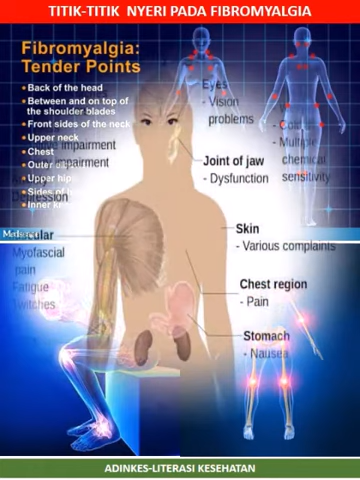 TITIK-TITIK NYERI PADA FIBROMYALGIA
Fibromyalgia:
Tender Points
• Back of the head
• Between and on top of
the shoulder blades
• Front sides of the neck
• Upper neck
• Chest
• Outer
• Upper hip
• Sides of
• Inner
Eyes
- Vision
problems
- Multiple
chemical
sensitivity
impairment
impairment
Joint of jaw
- Dysfunction
Skin
- Various complaints
Myofascial
pain
Fatigue
Twitches
Chest region
- Pain
Stomach
- Nausea
ADINKES-LITERASI KESEHATAN